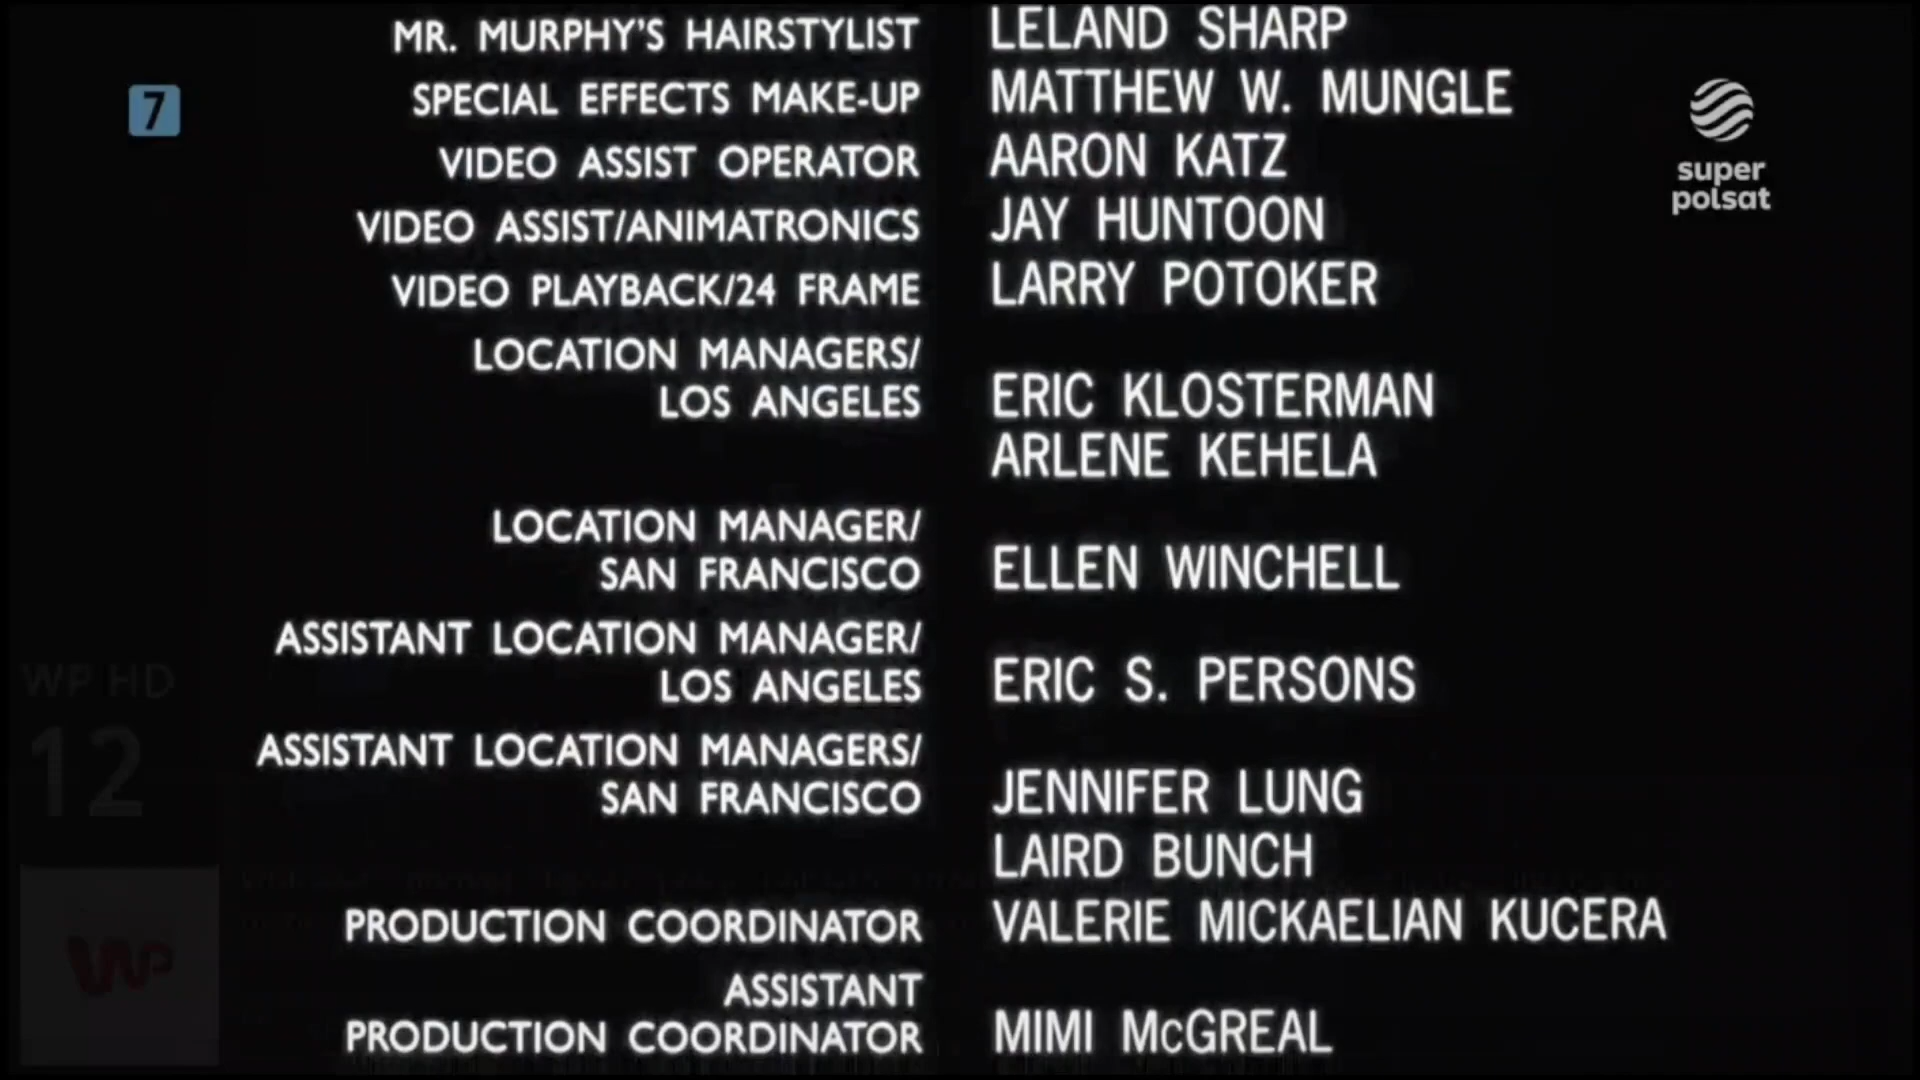 MR. MURPHY'S HAIRSTYLIST LELAND SHARP
7
SPECIAL EFFECTS MAKE-UP MATTHEW W. MUNGLE
VIDEO ASSIST OPERATOR AARON KATZ
super
polsat
VIDEO ASSIST/ANIMATRONICS JAY HUNTOON
VIDEO PLAYBACK/24 FRAME LARRY POTOKER
LOCATION MANAGERS/
LOS ANGELES ERIC KLOSTERMAN
ARLENE KEHELA
LOCATION MANAGER/
SAN FRANCISCO ELLEN WINCHELL
ASSISTANT LOCATION MANAGER/
LOS ANGELES ERIC S. PERSONS
WP HD
12
ASSISTANT LOCATION MANAGERS/
SAN FRANCISCO JENNIFER LUNG
LAIRD BUNCH
PRODUCTION COORDINATOR VALERIE MICKAELIAN KUCERA
WP
ASSISTANT
PRODUCTION COORDINATOR MIMI McGREAL